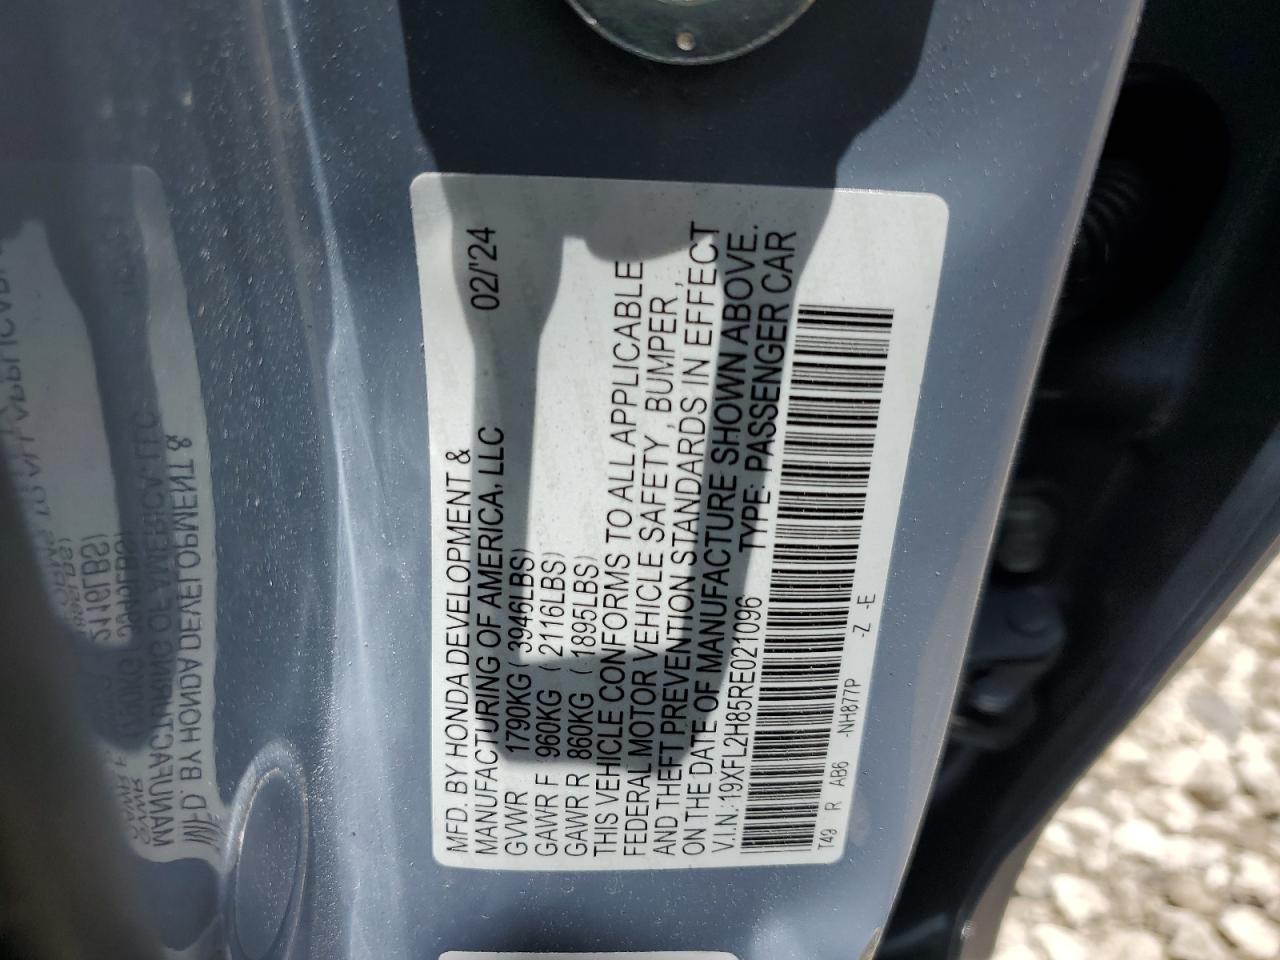 MFD. BY HONDA DEVELOPMENT &
MANUFACTURING OF AMERICA, LLC 02/'24
GVWR 1790KG ( 3946LBS)
GAWR F 960KG ( 2116LBS)
GAWR R 860KG ( 1895LBS)
THIS VEHICLE CONFORMS TO ALL APPLICABLE
FEDERAL MOTOR VEHICLE SAFETY , BUMPER ,
AND THEFT PREVENTION STANDARDS IN EFFECT
ON THE DATE OF MANUFACTURE SHOWN ABOVE.
V.I.N.:19XFL2H85RE021096 TYPE: PASSENGER CAR
T49 R AB6 -NH877P -Z -E